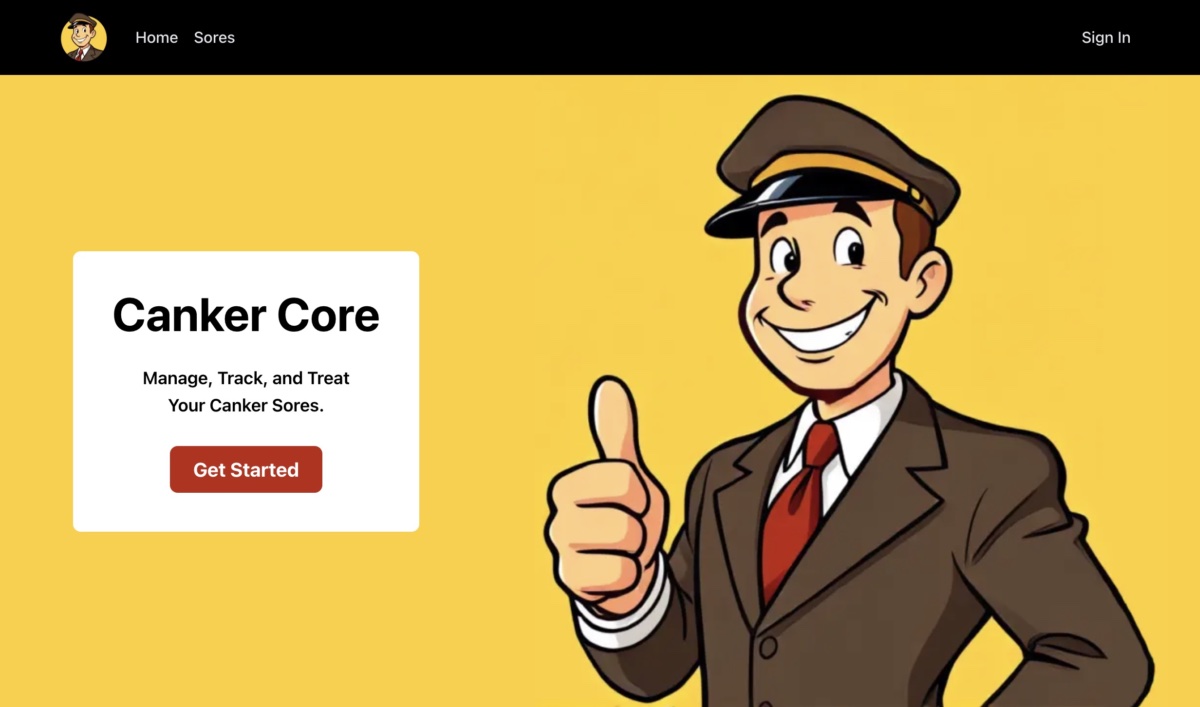 Home
Sores
Sign In
Canker Core
Manage, Track, and Treat
Your Canker Sores.
Get Started